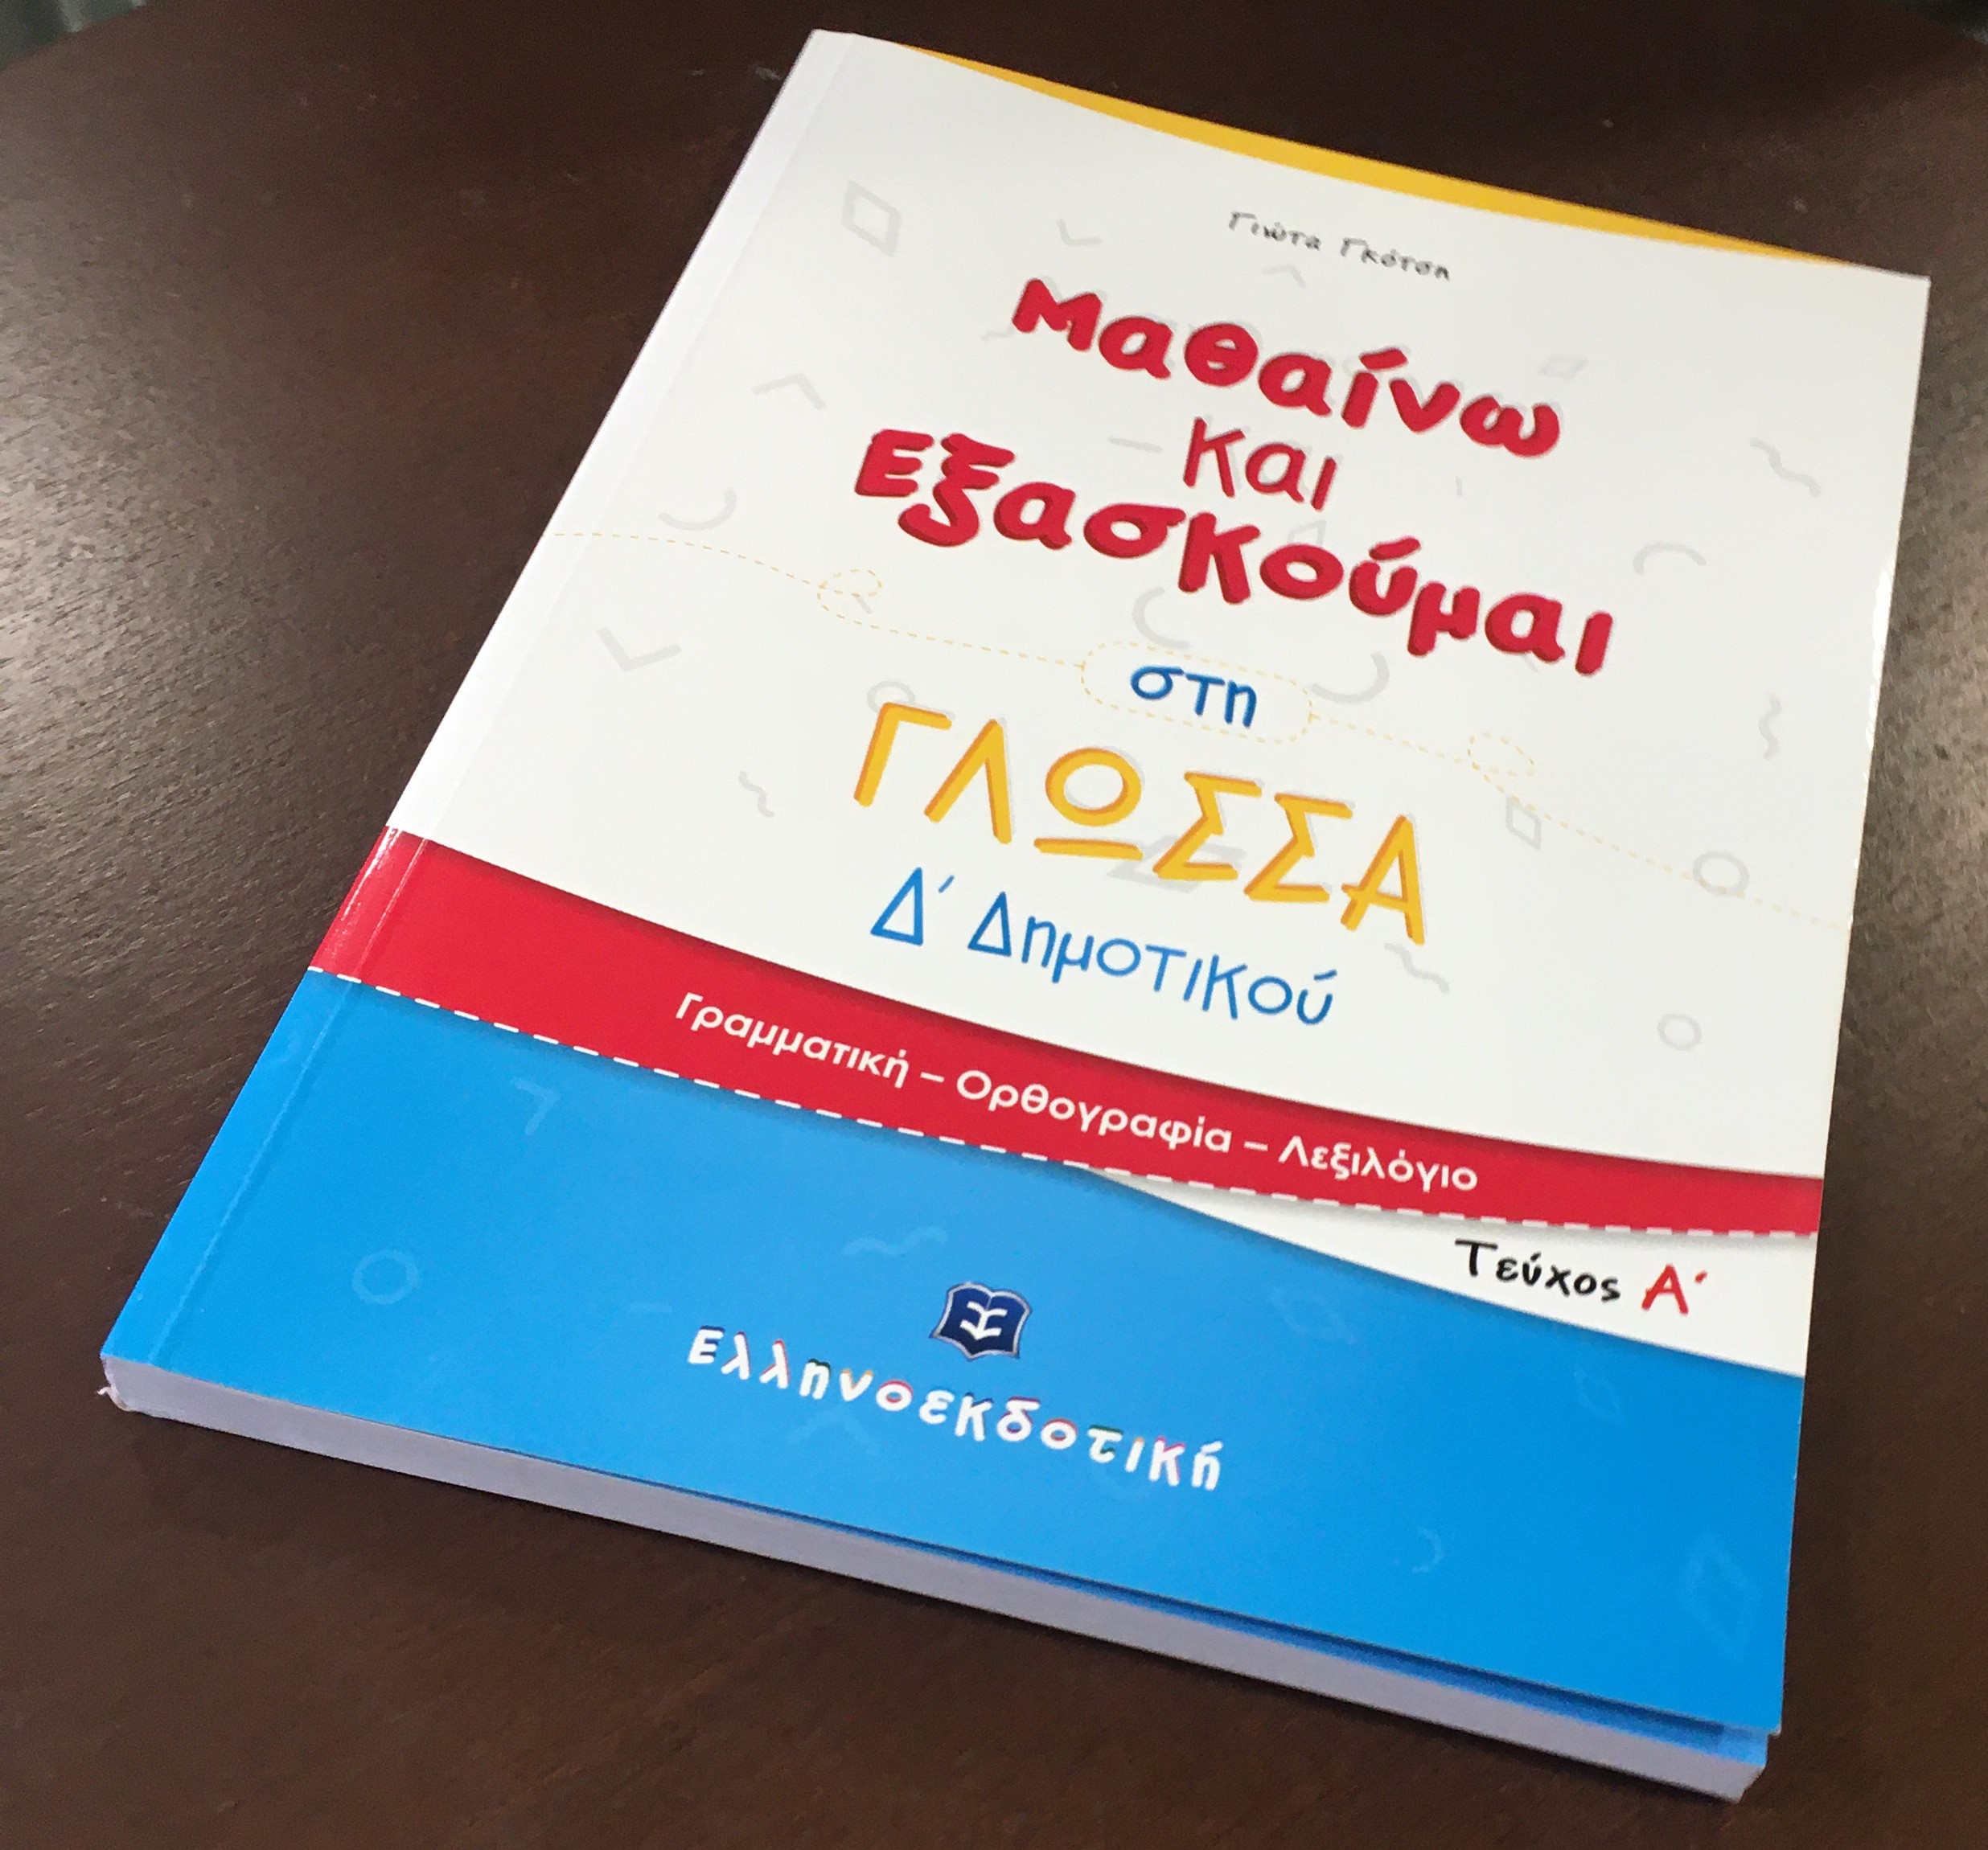 Γιώτα Γκότση
Μαθαίνω
και
εξασκούμαι
στη
ΓΛΩΣΣΑ
Δ΄ Δημοτικού
Γραμματική – Ορθογραφία – Λεξιλόγιο
Τεύχος Α΄
ελληνοεκδοτική